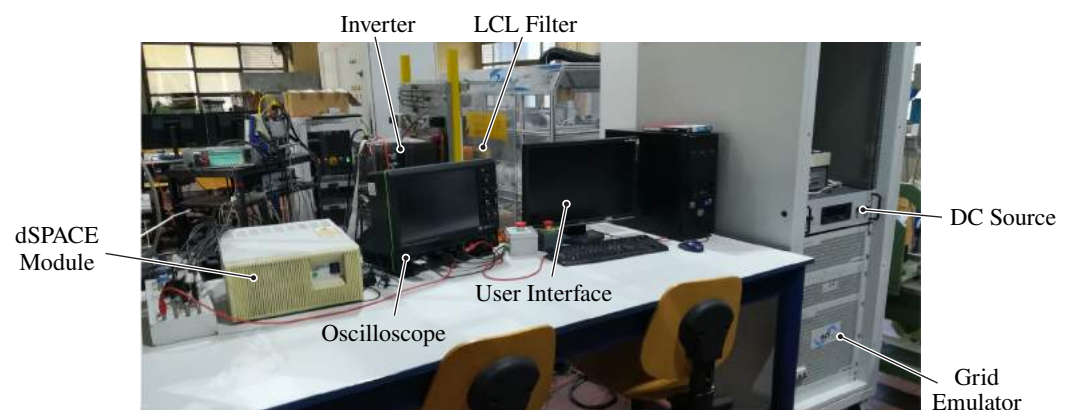 Inverter
LCL Filter
DC Source
dSPACE
Module
User Interface
Oscilloscope
Grid
Emulator